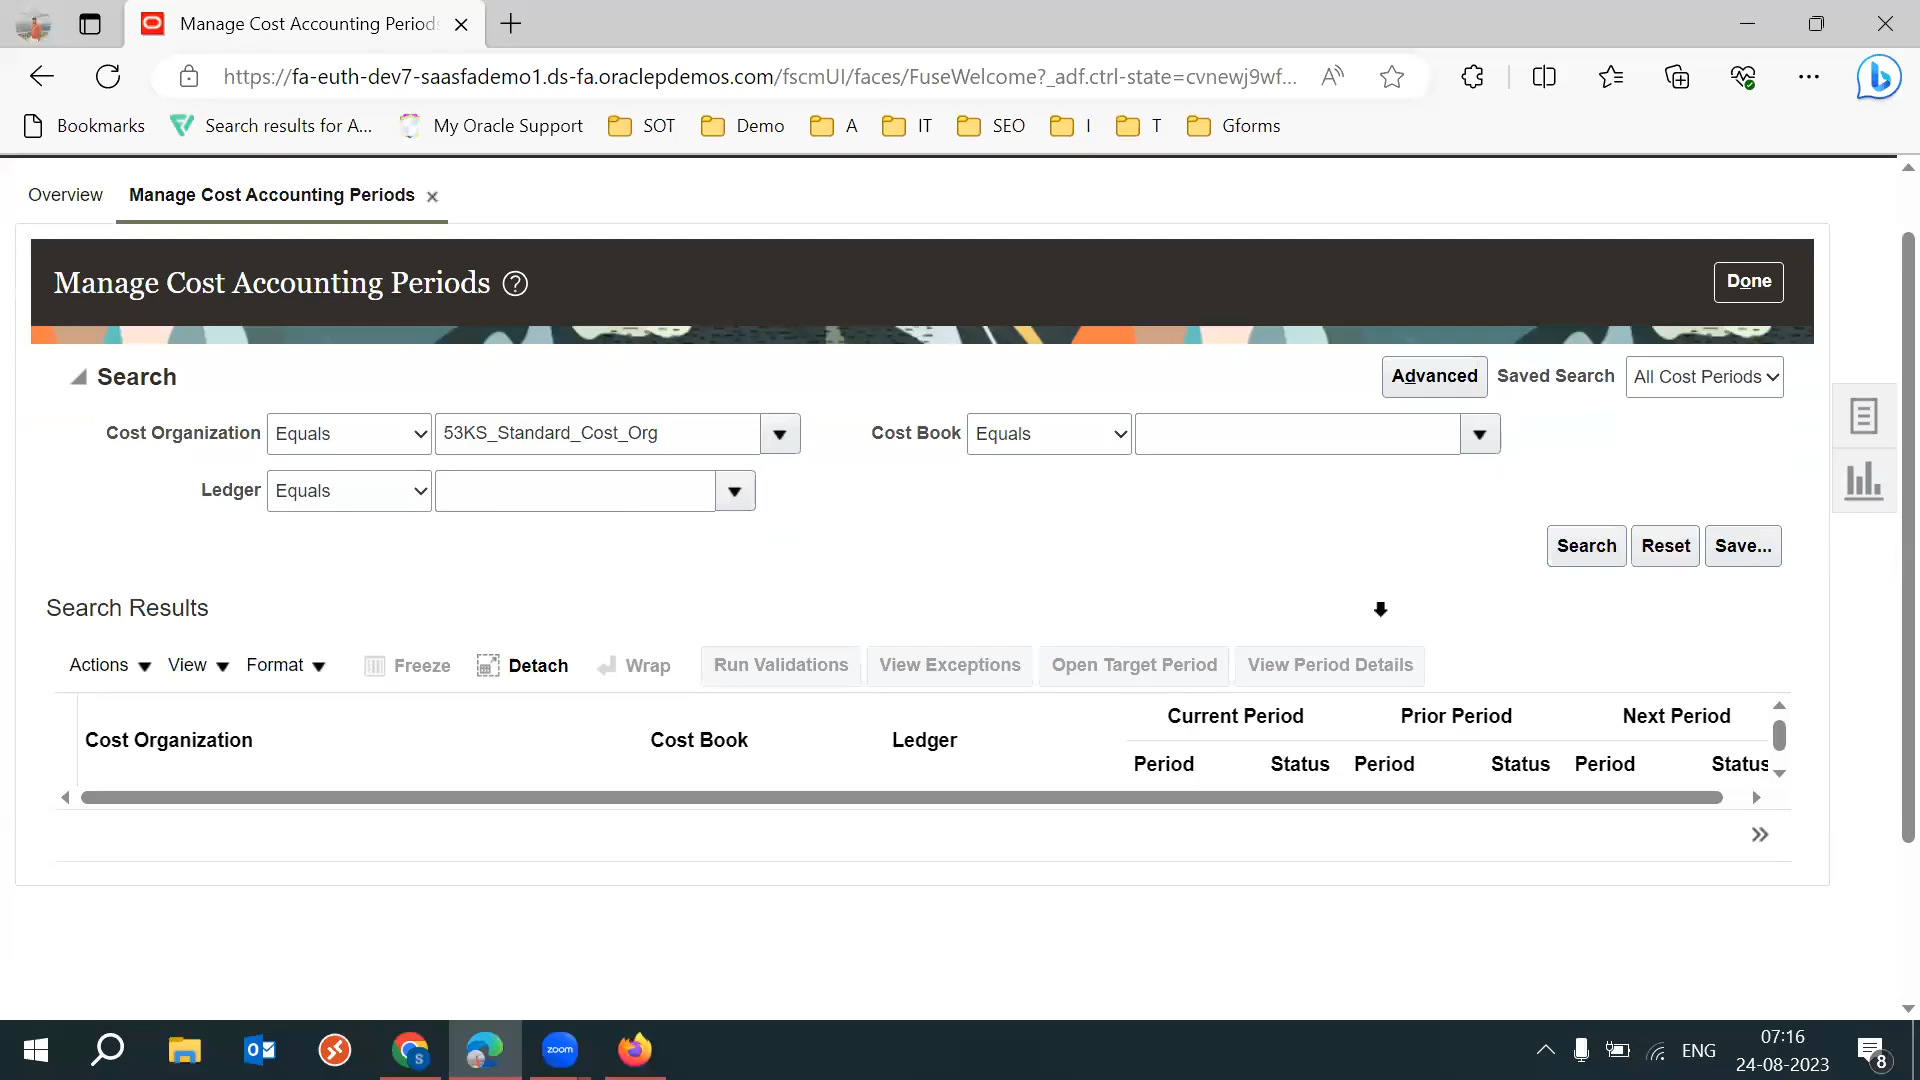 Manage Cost Accounting Periods
https://fa-euth-dev7-saasfademo1.ds-fa.oraclepdemos.com/fscmUI/faces/FuseWelcome?_adf.ctrl-state=cvnewj9wf...
Bookmarks Search results for A... My Oracle Support SOT Demo A IT SEO I T Gforms
Overview Manage Cost Accounting Periods
Manage Cost Accounting Periods ? Done
Search Advanced Saved Search All Cost Periods
Cost Organization Equals 53KS_Standard_Cost_Org Cost Book Equals
Ledger Equals
Search Reset Save...
Search Results
Actions View Format Freeze Detach Wrap Run Validations View Exceptions Open Target Period View Period Details
Current Period Prior Period Next Period
Cost Organization Cost Book Ledger
Period Status Period Status Period Status
zoom ENG 07:16
24-08-2023 8